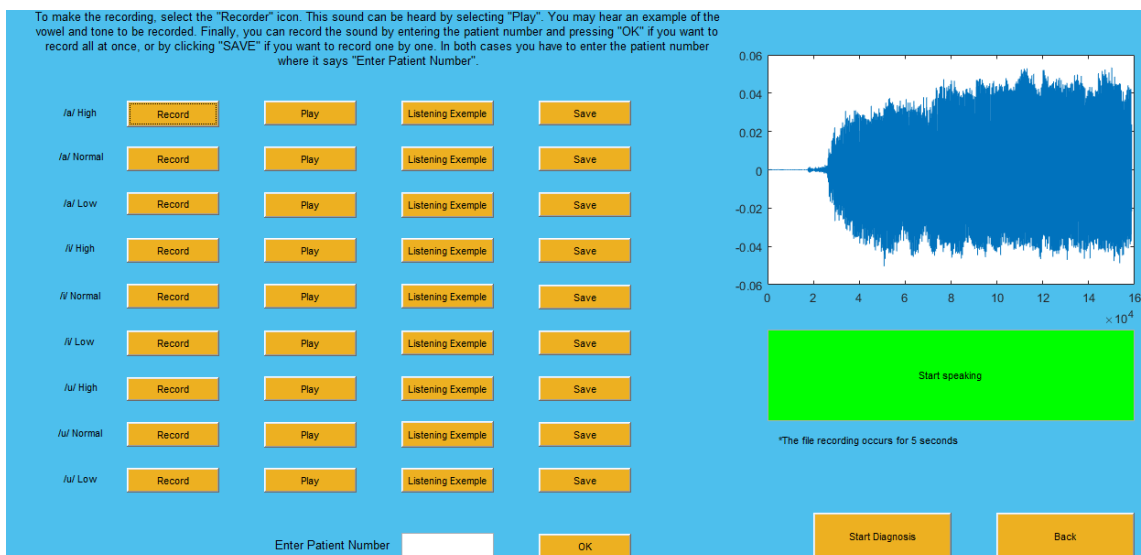 To make the recording, select the "Recorder" icon. This sound can be heard by selecting "Play". You may hear an example of the
vowel and tone to be recorded. Finally, you can record the sound by entering the patient number and pressing "OK" if you want to
record all at once, or by clicking "SAVE" if you want to record one by one. In both cases you have to enter the patient number
where it says "Enter Patient Number".
/a/ High Record Play Listening Exemple Save
/a/ Normal Record Play Listening Exemple Save
/a/ Low Record Play Listening Exemple Save
/i/ High Record Play Listening Exemple Save
/i/ Normal Record Play Listening Exemple Save
/i/ Low Record Play Listening Exemple Save
/u/ High Record Play Listening Exemple Save
/u/ Normal Record Play Listening Exemple Save
/u/ Low Record Play Listening Exemple Save
Enter Patient Number OK
0.06
0.04
0.02
0
-0.02
-0.04
-0.06
0 2 4 6 8 10 12 14 16
×10^4
Start speaking
*The file recording occurs for 5 seconds
Start Diagnosis Back